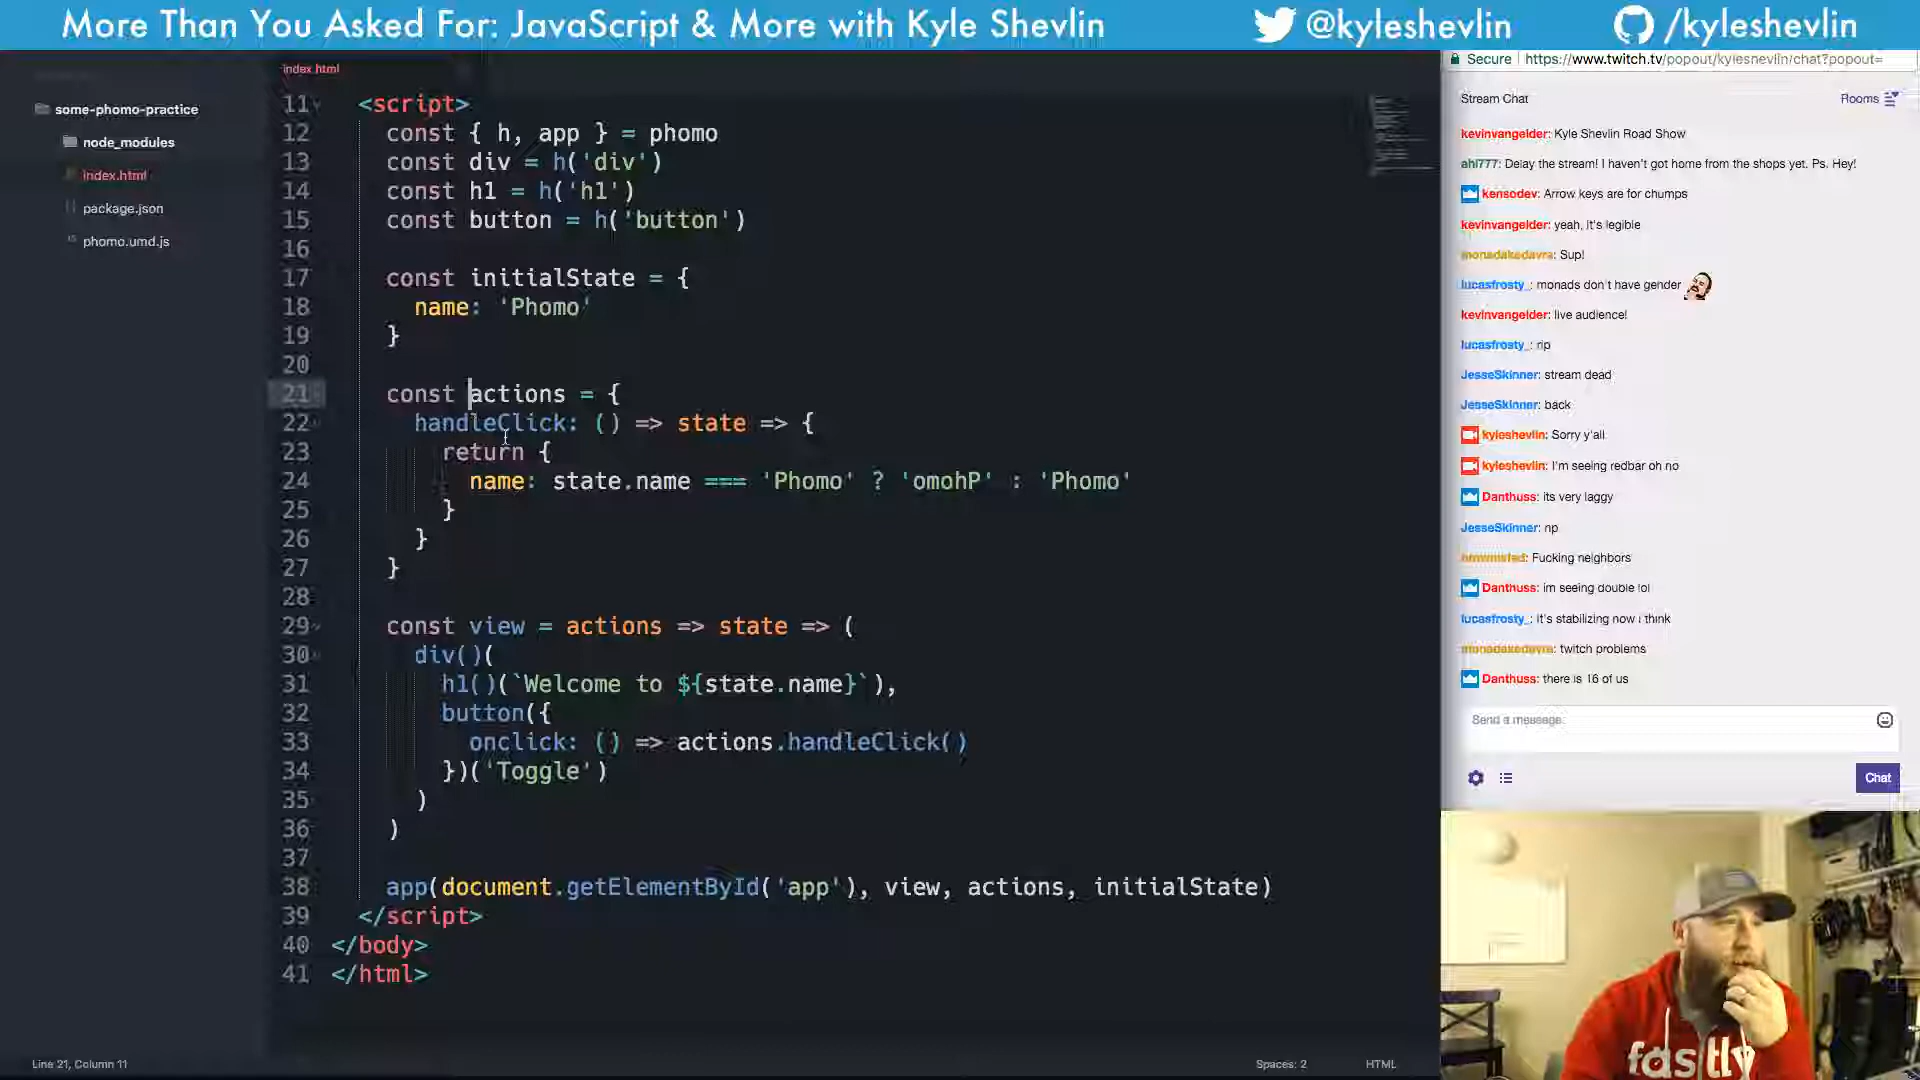 More Than You Asked For: JavaScript & More with Kyle Shevlin
@kyleshevlin
/kyleshevlin
some-phomo-practice
node_modules
index.html
package.json
phomo.umd.js
index.html
11 <script>
12 const { h, app } = phomo
13 const div = h('div')
14 const h1 = h('h1')
15 const button = h('button')
16
17 const initialState = {
18 name: 'Phomo'
19 }
20
21 const actions = {
22 handleClick: () => state => {
23 return {
24 name: state.name === 'Phomo' ? 'omohP' : 'Phomo'
25 }
26 }
27 }
28
29 const view = actions => state => (
30 div()(
31 h1()(`Welcome to ${state.name}`),
32 button({
33 onclick: () => actions.handleClick()
34 })('Toggle')
35 )
36 )
37
38 app(document.getElementById('app'), view, actions, initialState)
39 </script>
40 </body>
41 </html>
Line 21, Column 11
Spaces: 2
HTML
Secure https://www.twitch.tv/popout/kyleshevlin/chat?popout=
Stream Chat
Rooms
kevinvangelder: Kyle Shevlin Road Show
ahl777: Delay the stream! I haven't got home from the shops yet. Ps. Hey!
kensodev: Arrow keys are for chumps
kevinvangelder: yeah, it's legible
monadakedavra: Sup!
lucasfrosty_: monads don't have gender
kevinvangelder: live audience!
lucasfrosty_: rip
JesseSkinner: stream dead
JesseSkinner: back
kyleshevlin: Sorry y'all
kyleshevlin: I'm seeing redbar oh no
Danthuss: its very laggy
JesseSkinner: np
Fucking neighbors
Danthuss: im seeing double lol
lucasfrosty_: it's stabilizing now i think
monadakedavra: twitch problems
Danthuss: there is 16 of us
Send a message
Chat
fastly